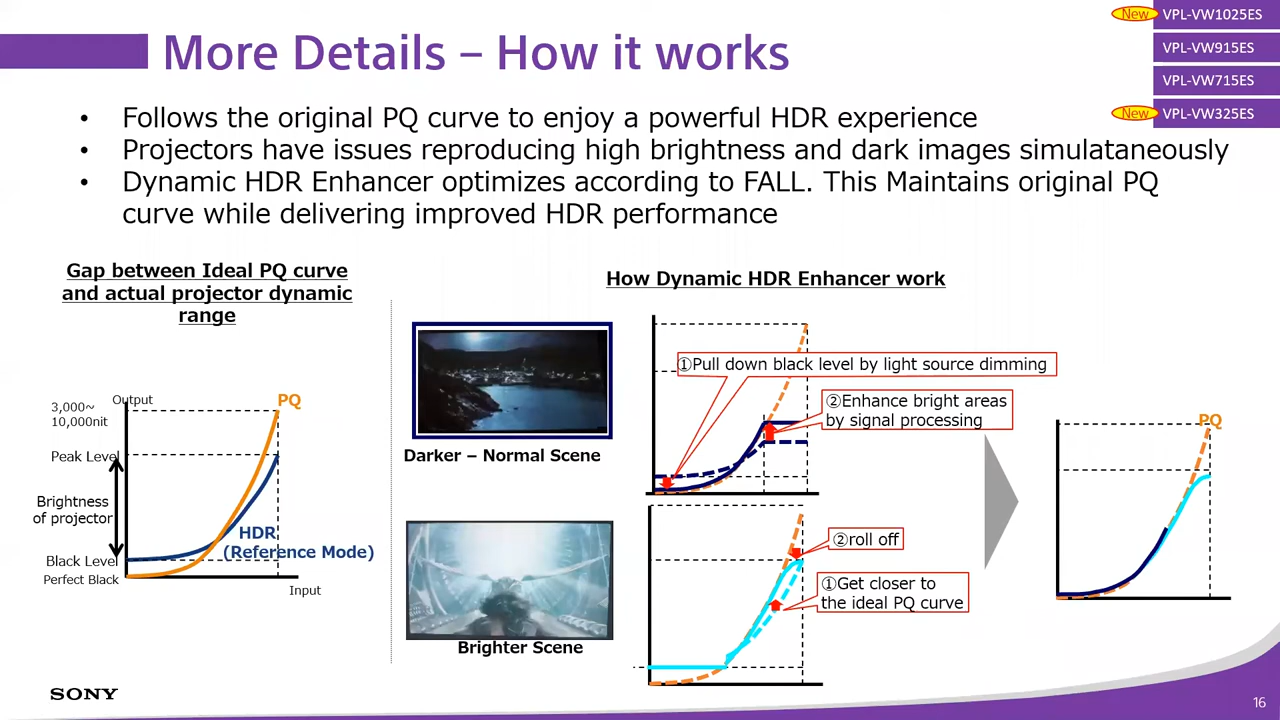 More Details – How it works
New
VPL-VW1025ES
VPL-VW915ES
VPL-VW715ES
New
VPL-VW325ES
• Follows the original PQ curve to enjoy a powerful HDR experience
• Projectors have issues reproducing high brightness and dark images simulataneously
• Dynamic HDR Enhancer optimizes according to FALL. This Maintains original PQ
curve while delivering improved HDR performance
Gap between Ideal PQ curve
and actual projector dynamic
range
Output
3,000~
10,000nit
PQ
Peak Level
Brightness
of projector
HDR
(Reference Mode)
Black Level
Perfect Black
Input
How Dynamic HDR Enhancer work
Darker – Normal Scene
①Pull down black level by light source dimming
②Enhance bright areas
by signal processing
Brighter Scene
②roll off
①Get closer to
the ideal PQ curve
PQ
SONY
16